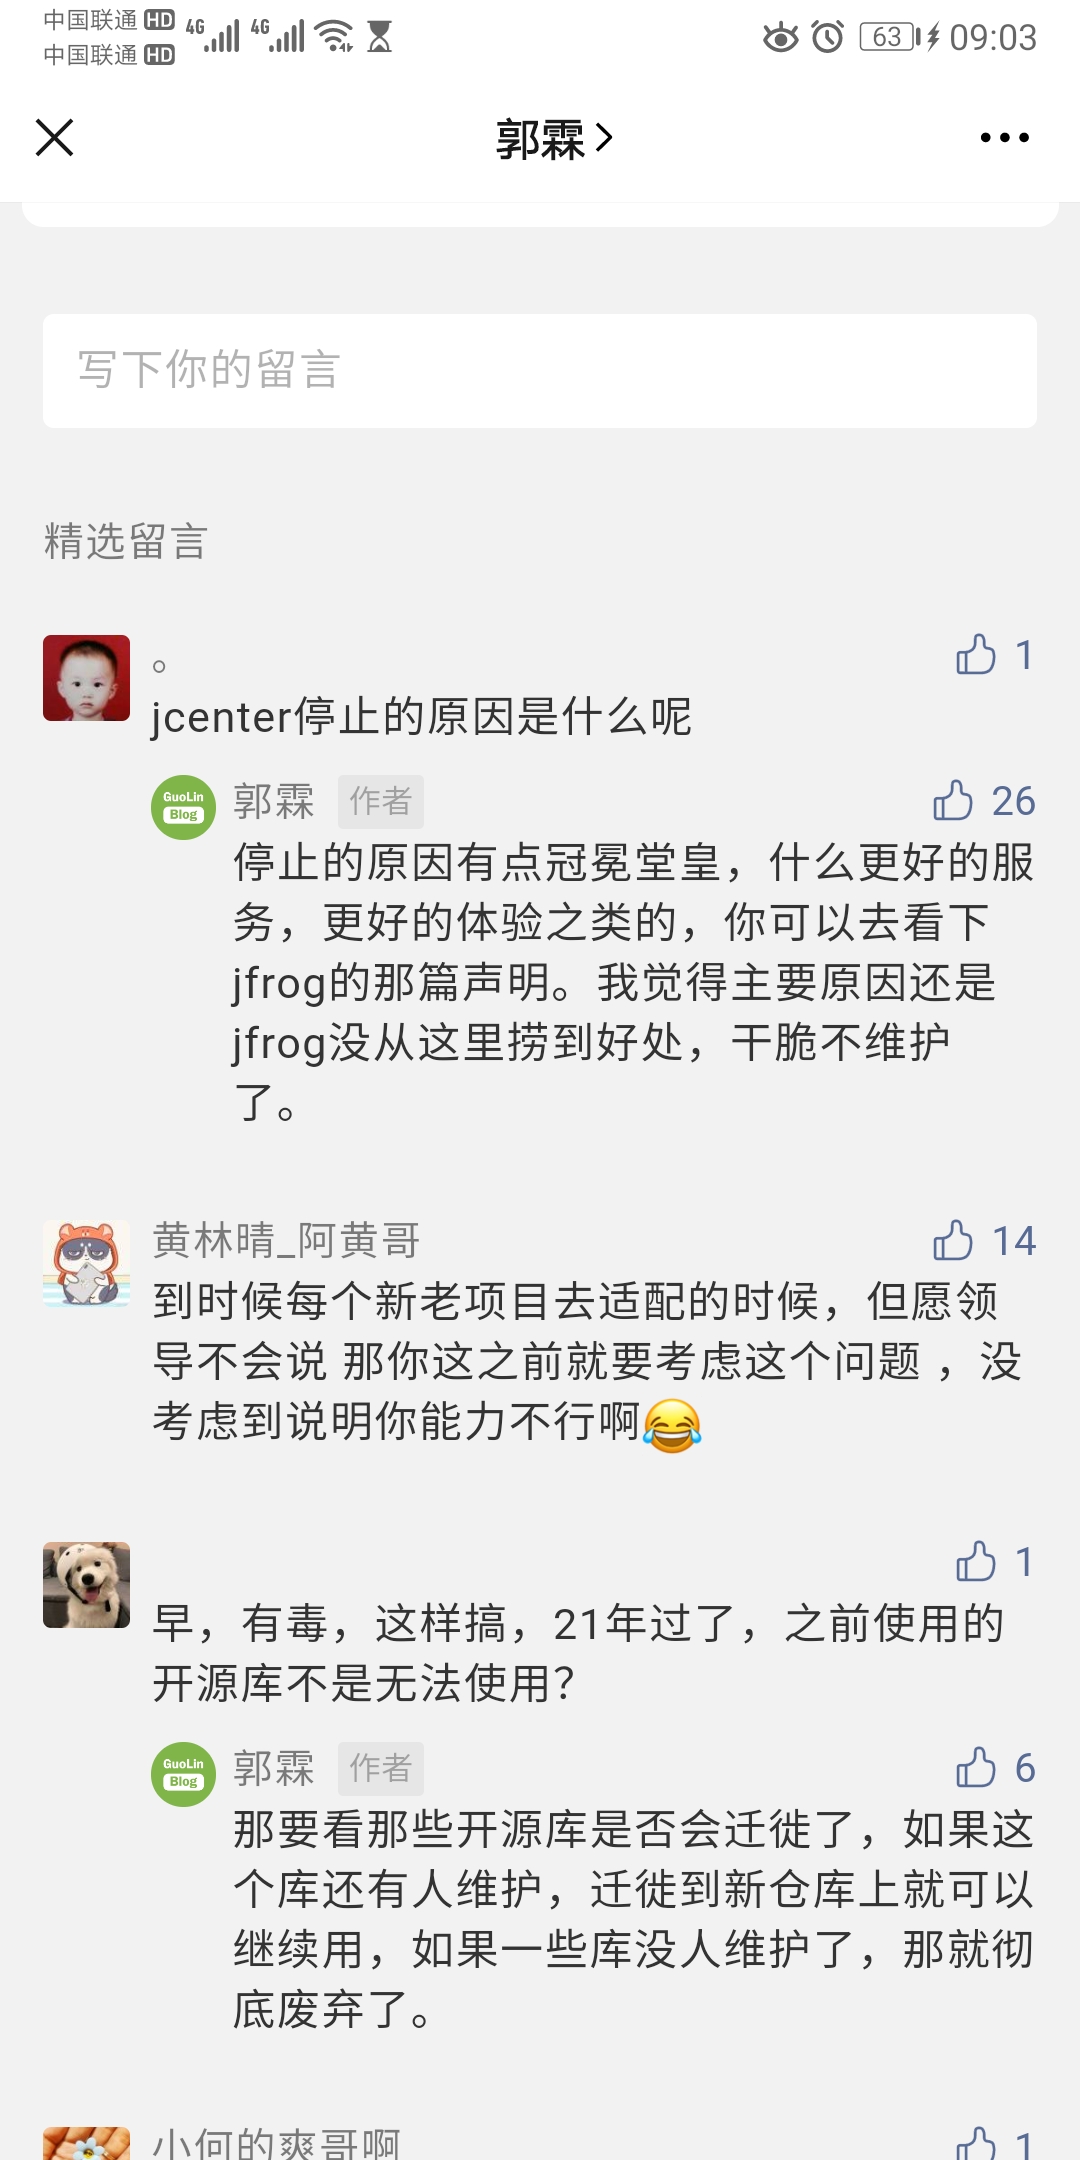 中国联通 HD 4G 4G 63 09:03
中国联通 HD
郭霖
写下你的留言
精选留言
。 1
jcenter停止的原因是什么呢
GuoLin Blog 郭霖 作者 26
停止的原因有点冠冕堂皇，什么更好的服
务，更好的体验之类的，你可以去看下
jfrog的那篇声明。我觉得主要原因还是
jfrog没从这里捞到好处，干脆不维护
了。
黄林晴_阿黄哥 14
到时候每个新老项目去适配的时候，但愿领
导不会说 那你这之前就要考虑这个问题 ，没
考虑到说明你能力不行啊😂
1
早，有毒，这样搞，21年过了，之前使用的
开源库不是无法使用？
GuoLin Blog 郭霖 作者 6
那要看那些开源库是否会迁徙了，如果这
个库还有人维护，迁徙到新仓库上就可以
继续用，如果一些库没人维护了，那就彻
底废弃了。
小何的爽哥啊 1